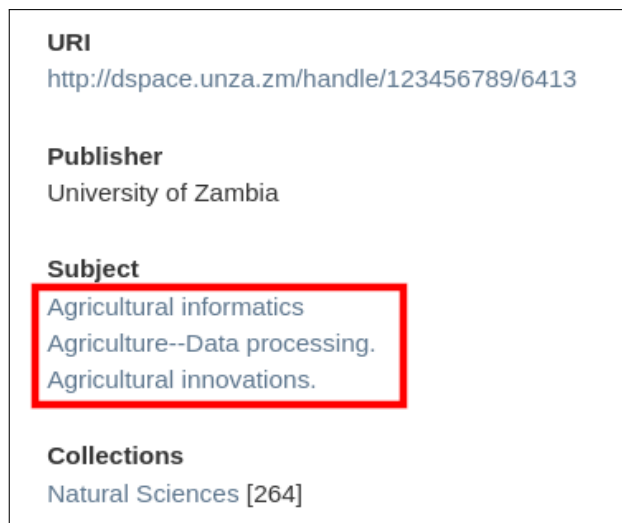 URI
http://dspace.unza.zm/handle/123456789/6413
Publisher
University of Zambia
Subject
Agricultural informatics
Agriculture--Data processing.
Agricultural innovations.
Collections
Natural Sciences [264]